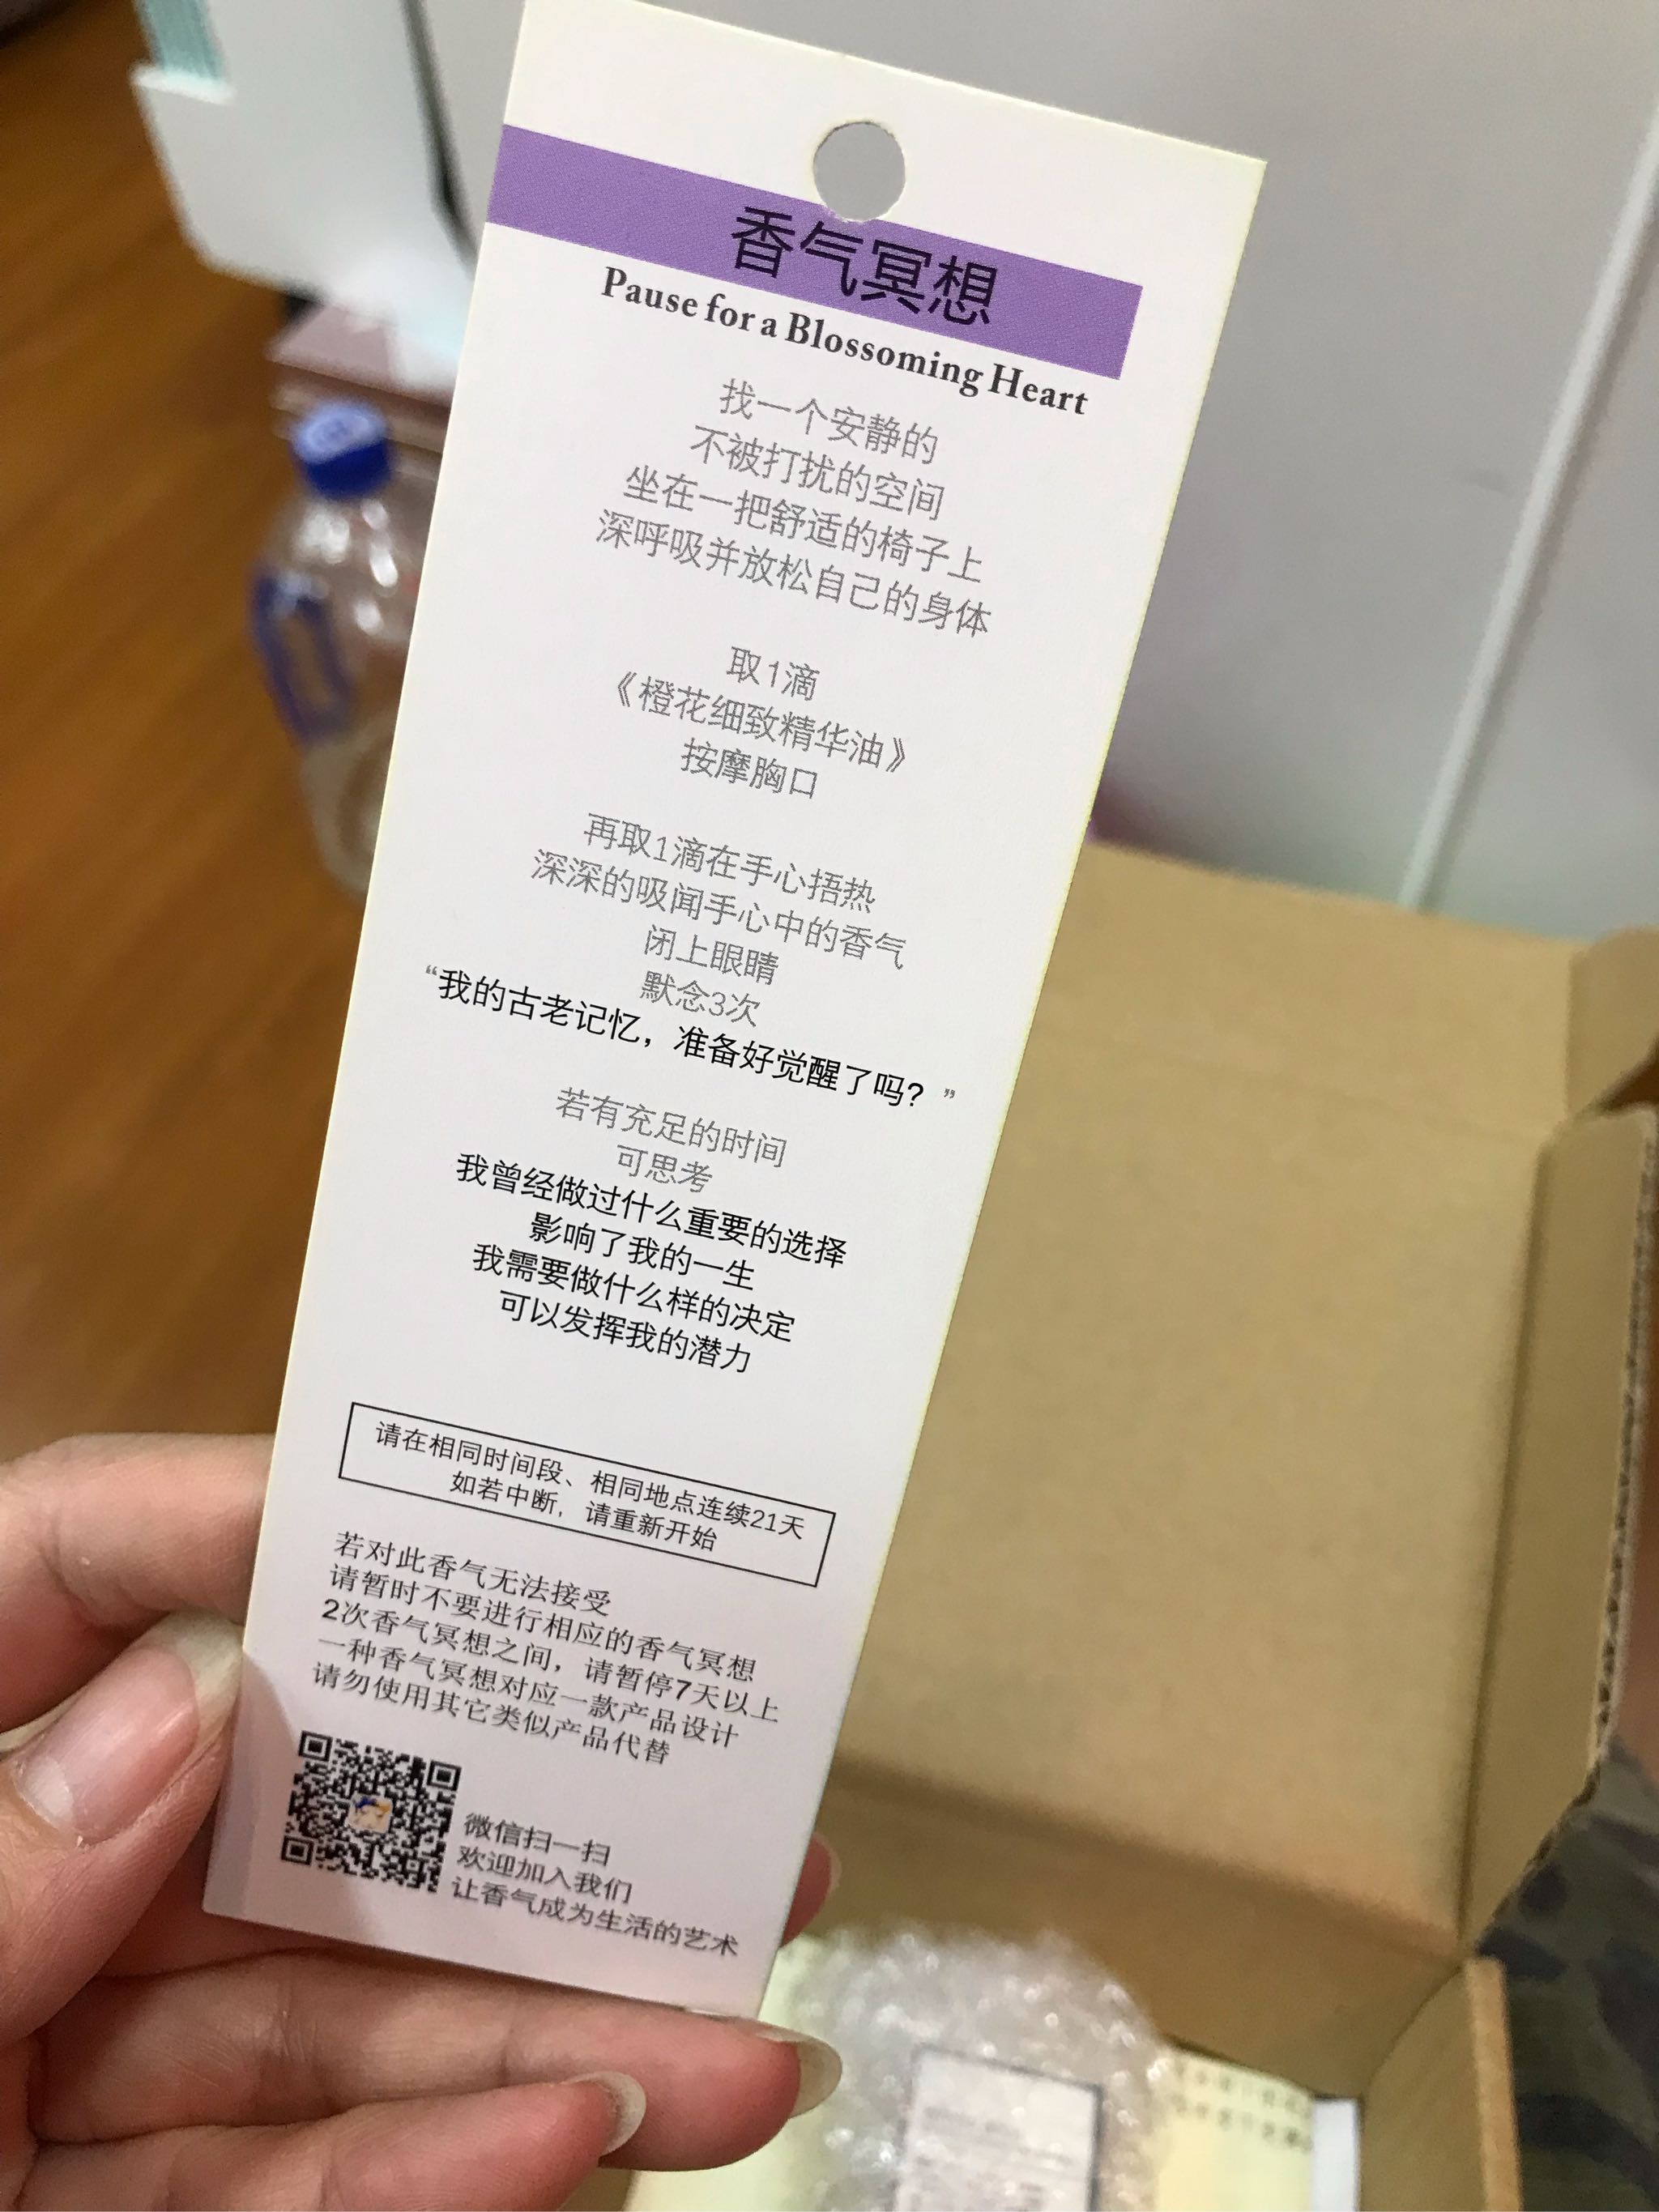 香气冥想
Pause for a Blossoming Heart
找一个安静的
不被打扰的空间
坐在一把舒适的椅子上
深呼吸并放松自己的身体
取1滴
《橙花细致精华油》
按摩胸口
再取1滴在手心捂热
深深的吸闻手心中的香气
闭上眼睛
默念3次
“我的古老记忆，准备好觉醒了吗？”
若有充足的时间
可思考
我曾经做过什么重要的选择
影响了我的一生
我需要做什么样的决定
可以发挥我的潜力
请在相同时间段、相同地点连续21天
如若中断，请重新开始
若对此香气无法接受
请暂时不要进行相应的香气冥想
2次香气冥想之间，请暂停7天以上
一种香气冥想对应一款产品设计
请勿使用其它类似产品代替
微信扫一扫
欢迎加入我们
让香气成为生活的艺术